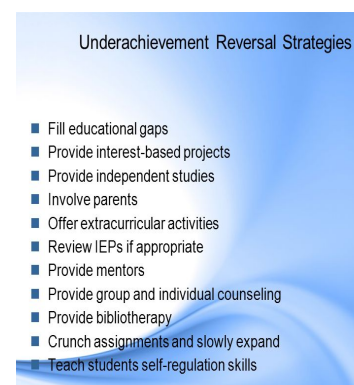 Underachievement Reversal Strategies
Fill educational gaps
Provide interest-based projects
Provide independent studies
Involve parents
Offer extracurricular activities
Review IEPs if appropriate
Provide mentors
Provide group and individual counseling
Provide bibliotherapy
Crunch assignments and slowly expand
Teach students self-regulation skills